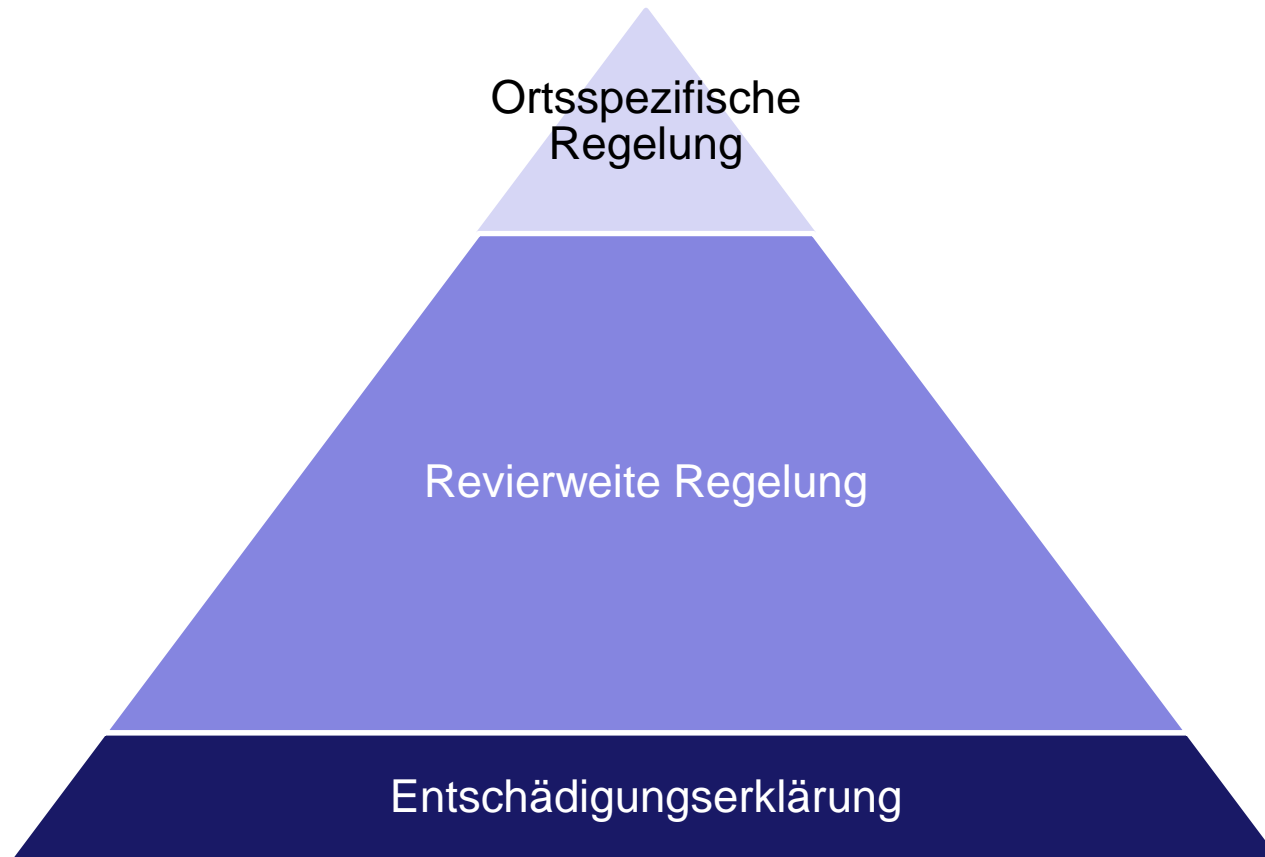 Ortsspezifische
Regelung
Revierweite Regelung
Entschädigungserklärung